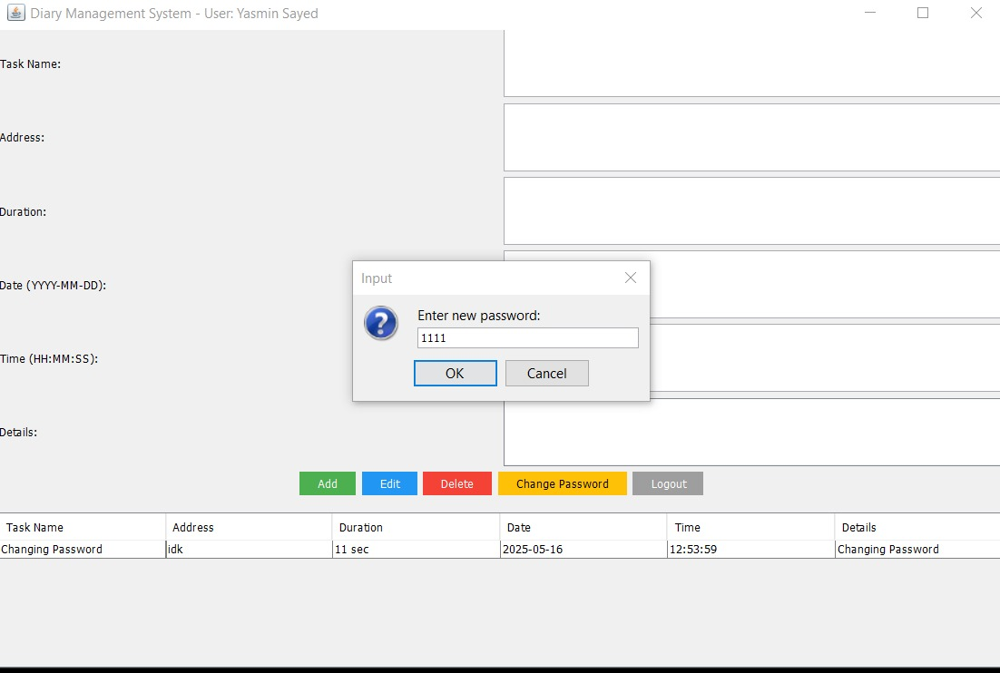 Diary Management System - User: Yasmin Sayed
Task Name:
Address:
Duration:
Date (YYYY-MM-DD):
Time (HH:MM:SS):
Details:
Input
Enter new password:
1111
OK Cancel
Add Edit Delete Change Password Logout
Task Name Address Duration Date Time Details
Changing Password idk 11 sec 2025-05-16 12:53:59 Changing Password